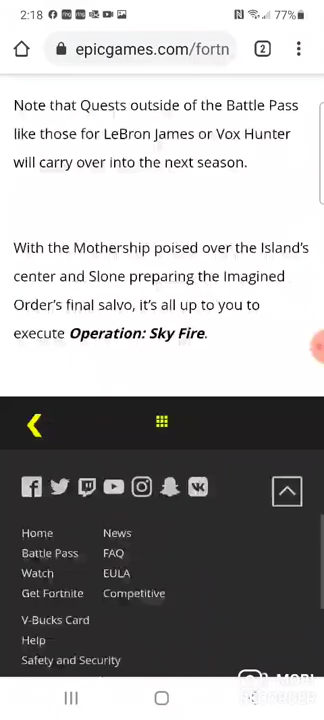 2:18
77%
epicgames.com/fortn
2
Note that Quests outside of the Battle Pass
like those for LeBron James or Vox Hunter
will carry over into the next season.
With the Mothership poised over the Island's
center and Slone preparing the Imagined
Order's final salvo, it's all up to you to
execute Operation: Sky Fire.
Home
News
Battle Pass
FAQ
Watch
EULA
Get Fortnite
Competitive
V-Bucks Card
Help
Safety and Security
MOBI
RECORDER